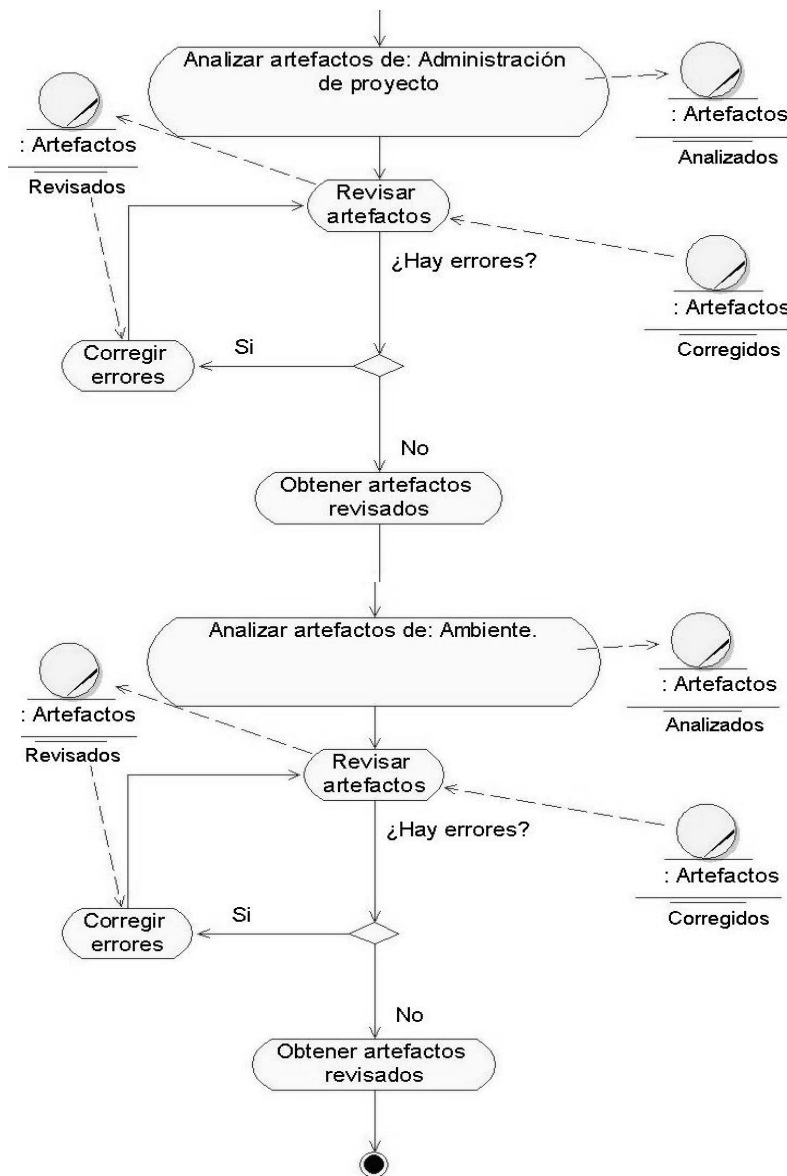 Analizar artefactos de: Administración
de proyecto
: Artefactos
Analizados
: Artefactos
Revisados
Revisar
artefactos
¿Hay errores?
: Artefactos
Corregidos
Corregir
errores
Si
No
Obtener artefactos
revisados
Analizar artefactos de: Ambiente.
: Artefactos
Analizados
: Artefactos
Revisados
Revisar
artefactos
¿Hay errores?
: Artefactos
Corregidos
Corregir
errores
Si
No
Obtener artefactos
revisados